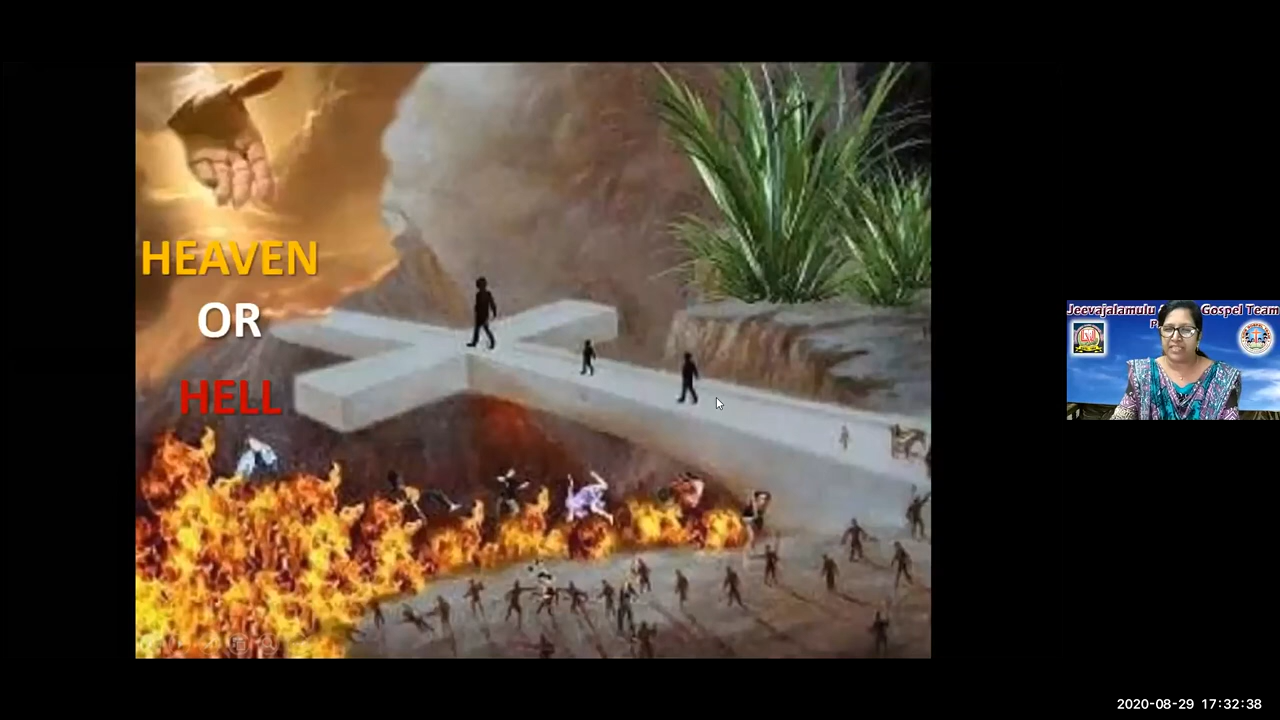 HEAVEN
OR
HELL
Jeevajalamulu Gospel Team
2020-08-29 17:32:38